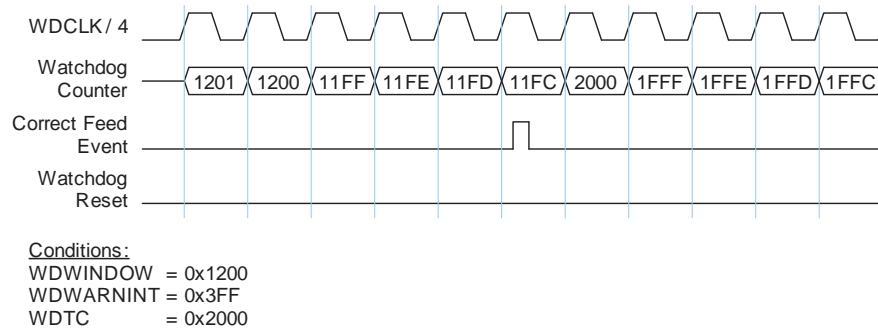 WDCLK / 4
Watchdog
Counter
1201 1200 11FF 11FE 11FD 11FC 2000 1FFF 1FFE 1FFD 1FFC
Correct Feed
Event
Watchdog
Reset
Conditions:
WDWINDOW = 0x1200
WDWARNINT = 0x3FF
WDTC = 0x2000